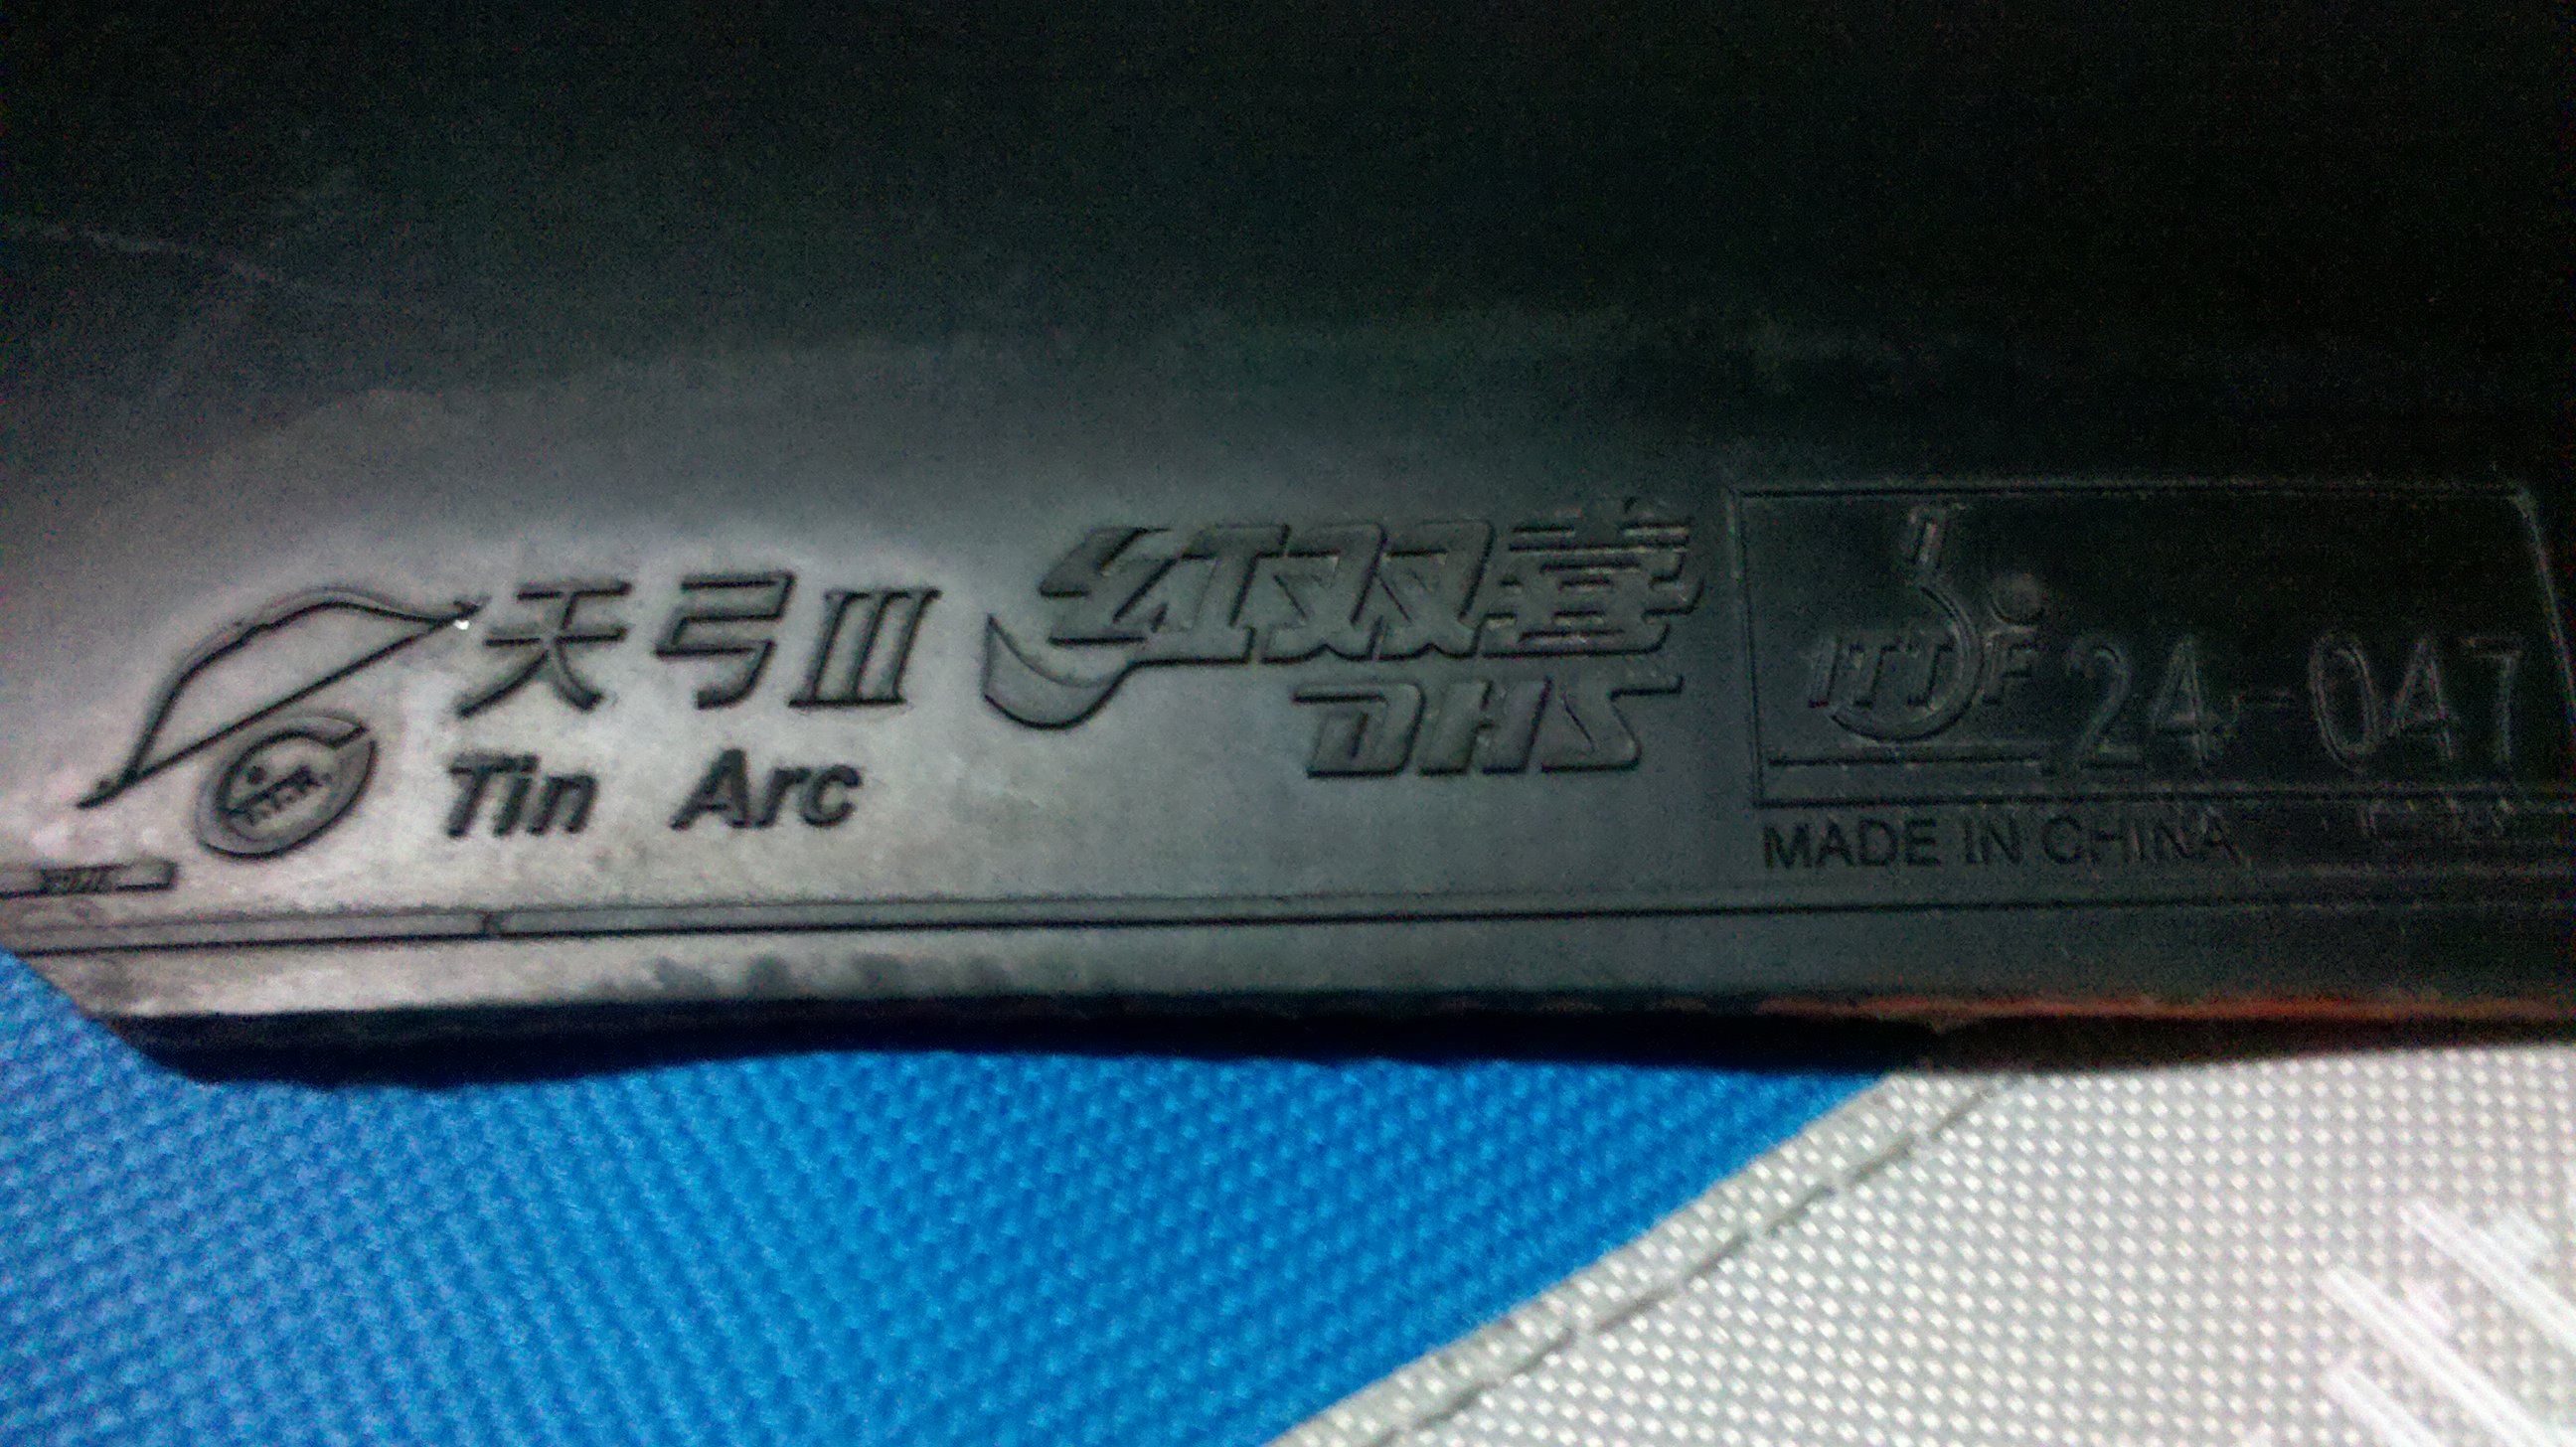 天弓III
Tin Arc
红双喜
DHS
ITTF 24-047
MADE IN CHINA